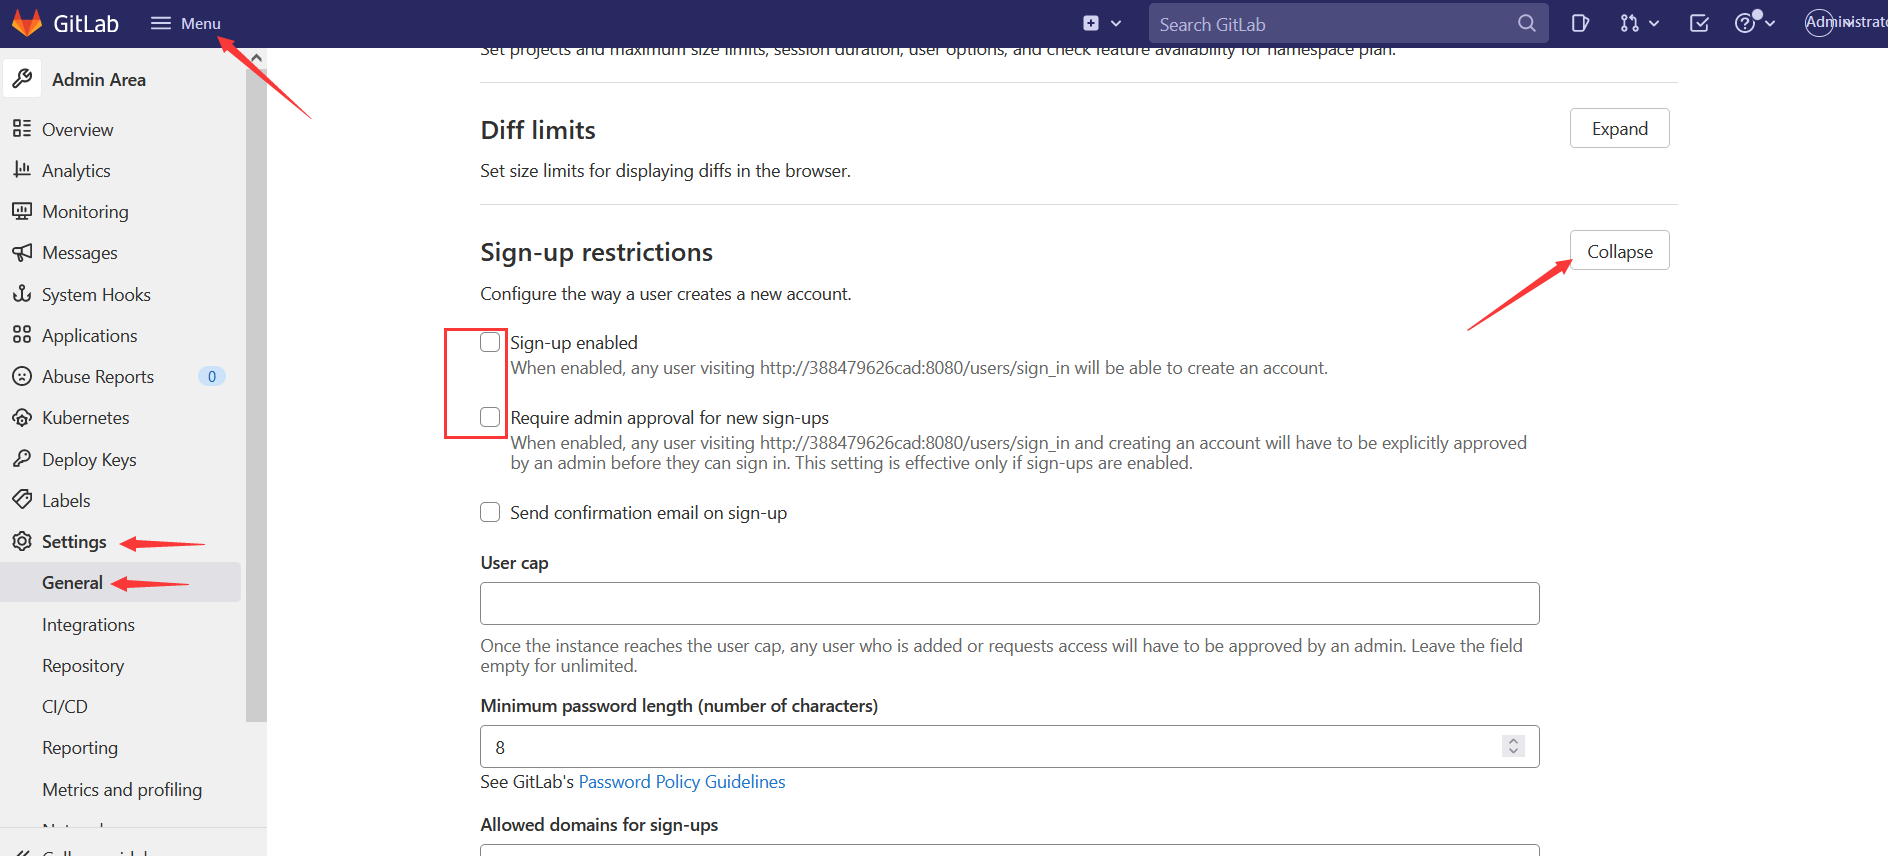 GitLab
Menu
Search GitLab
Administrato
Admin Area
Overview
Analytics
Monitoring
Messages
System Hooks
Applications
Abuse Reports 0
Kubernetes
Deploy Keys
Labels
Settings
General
Integrations
Repository
CI/CD
Reporting
Metrics and profiling
Set projects and maximum size limits, session duration, user options, and check feature availability for namespace plan.
Diff limits
Expand
Set size limits for displaying diffs in the browser.
Sign-up restrictions
Collapse
Configure the way a user creates a new account.
Sign-up enabled
When enabled, any user visiting http://388479626cad:8080/users/sign_in will be able to create an account.
Require admin approval for new sign-ups
When enabled, any user visiting http://388479626cad:8080/users/sign_in and creating an account will have to be explicitly approved
by an admin before they can sign in. This setting is effective only if sign-ups are enabled.
Send confirmation email on sign-up
User cap
Once the instance reaches the user cap, any user who is added or requests access will have to be approved by an admin. Leave the field
empty for unlimited.
Minimum password length (number of characters)
8
See GitLab's Password Policy Guidelines
Allowed domains for sign-ups